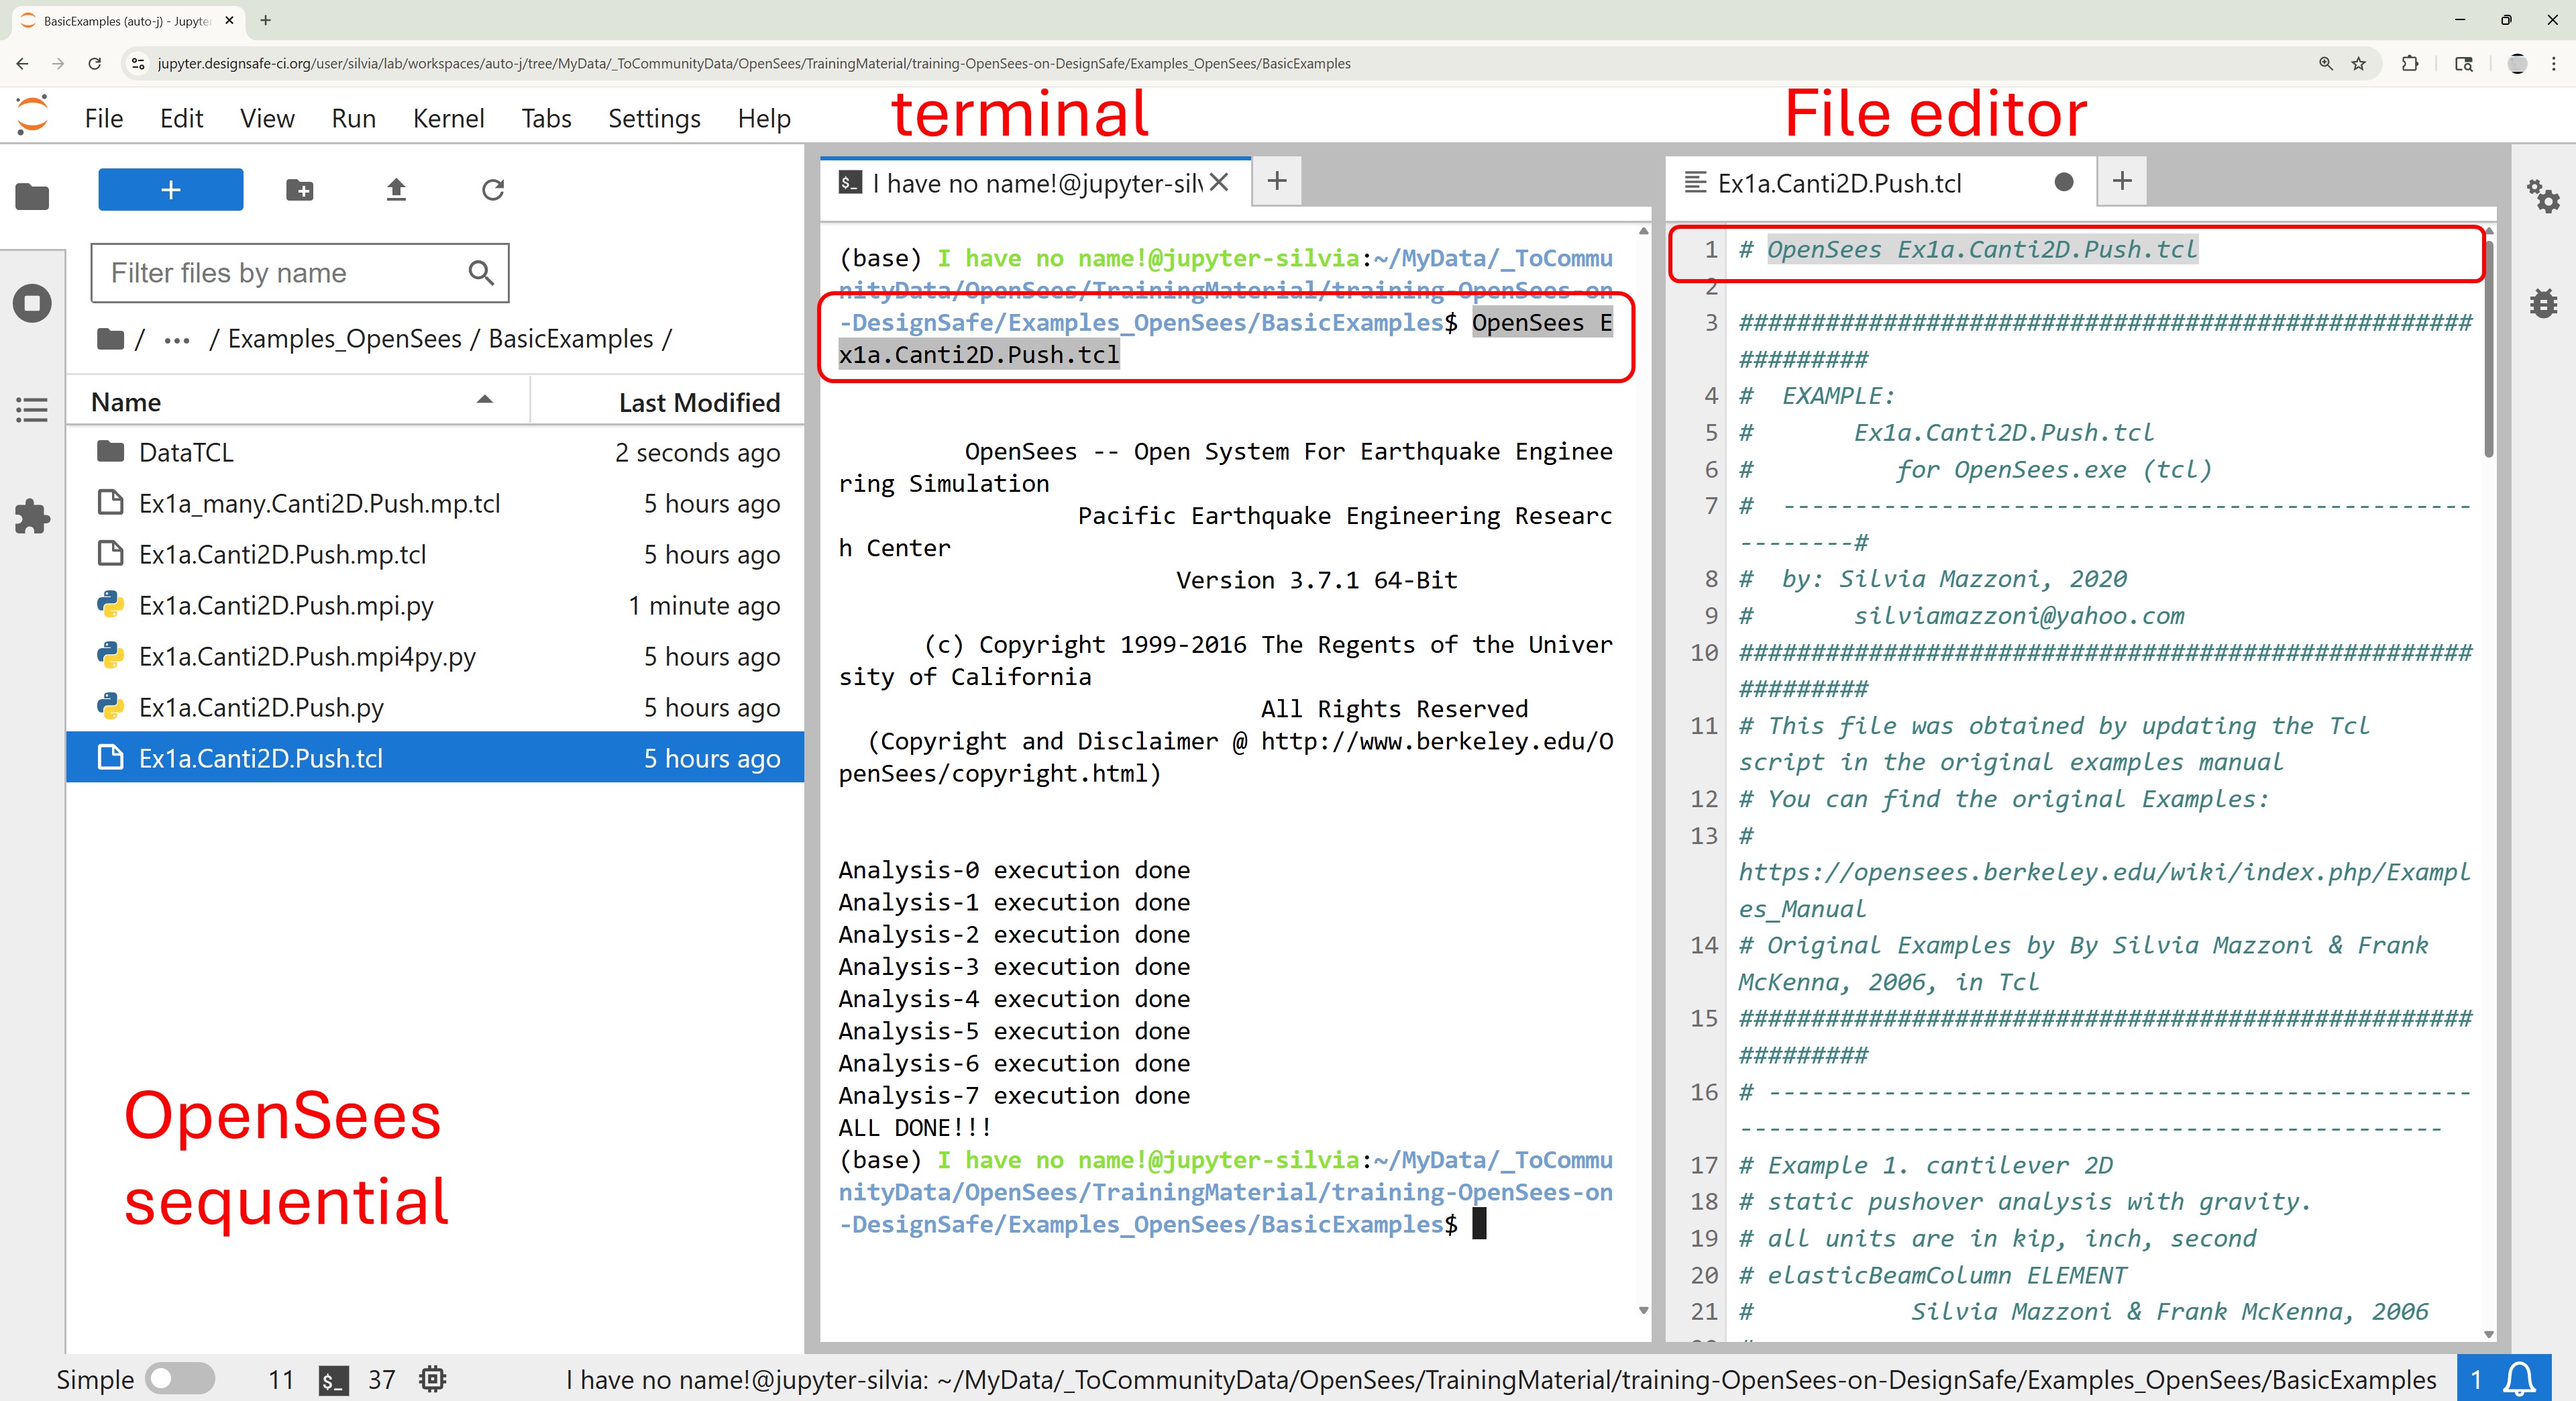 BasicExamples (auto-j) - Jupyter
jupyter.designsafe-ci.org/user/silvia/lab/workspaces/auto-j/tree/MyData/_ToCommunityData/OpenSees/TrainingMaterial/training-OpenSees-on-DesignSafe/Examples_OpenSees/BasicExamples
File Edit View Run Kernel Tabs Settings Help
terminal
File editor
Filter files by name
/ ... / Examples_OpenSees / BasicExamples /
Name Last Modified
DataTCL 2 seconds ago
Ex1a_many.Canti2D.Push.mp.tcl 5 hours ago
Ex1a.Canti2D.Push.mp.tcl 5 hours ago
Ex1a.Canti2D.Push.mpi.py 1 minute ago
Ex1a.Canti2D.Push.mpi4py.py 5 hours ago
Ex1a.Canti2D.Push.py 5 hours ago
Ex1a.Canti2D.Push.tcl 5 hours ago
OpenSees
sequential
I have no name!@jupyter-silv
(base) I have no name!@jupyter-silvia:~/MyData/_ToCommu
nityData/OpenSees/TrainingMaterial/training-OpenSees-on
-DesignSafe/Examples_OpenSees/BasicExamples$ OpenSees E
x1a.Canti2D.Push.tcl
OpenSees -- Open System For Earthquake Enginee
ring Simulation
Pacific Earthquake Engineering Researc
h Center
Version 3.7.1 64-Bit
(c) Copyright 1999-2016 The Regents of the Univer
sity of California
All Rights Reserved
(Copyright and Disclaimer @ http://www.berkeley.edu/O
penSees/copyright.html)
Analysis-0 execution done
Analysis-1 execution done
Analysis-2 execution done
Analysis-3 execution done
Analysis-4 execution done
Analysis-5 execution done
Analysis-6 execution done
Analysis-7 execution done
ALL DONE!!!
(base) I have no name!@jupyter-silvia:~/MyData/_ToCommu
nityData/OpenSees/TrainingMaterial/training-OpenSees-on
-DesignSafe/Examples_OpenSees/BasicExamples$
Ex1a.Canti2D.Push.tcl
1 # OpenSees Ex1a.Canti2D.Push.tcl
2
3 ###################################################
#########
4 # EXAMPLE:
5 # Ex1a.Canti2D.Push.tcl
6 # for OpenSees.exe (tcl)
7 # ------------------------------------------------
--------#
8 # by: Silvia Mazzoni, 2020
9 # silviamazzoni@yahoo.com
10 ###################################################
#########
11 # This file was obtained by updating the Tcl
script in the original examples manual
12 # You can find the original Examples:
13 #
https://opensees.berkeley.edu/wiki/index.php/Exampl
es_Manual
14 # Original Examples by By Silvia Mazzoni & Frank
McKenna, 2006, in Tcl
15 ###################################################
#########
16 # -------------------------------------------------
-------------------------------------------------
17 # Example 1. cantilever 2D
18 # static pushover analysis with gravity.
19 # all units are in kip, inch, second
20 # elasticBeamColumn ELEMENT
21 # Silvia Mazzoni & Frank McKenna, 2006
Simple 11 37 I have no name!@jupyter-silvia: ~/MyData/_ToCommunityData/OpenSees/TrainingMaterial/training-OpenSees-on-DesignSafe/Examples_OpenSees/BasicExamples 1